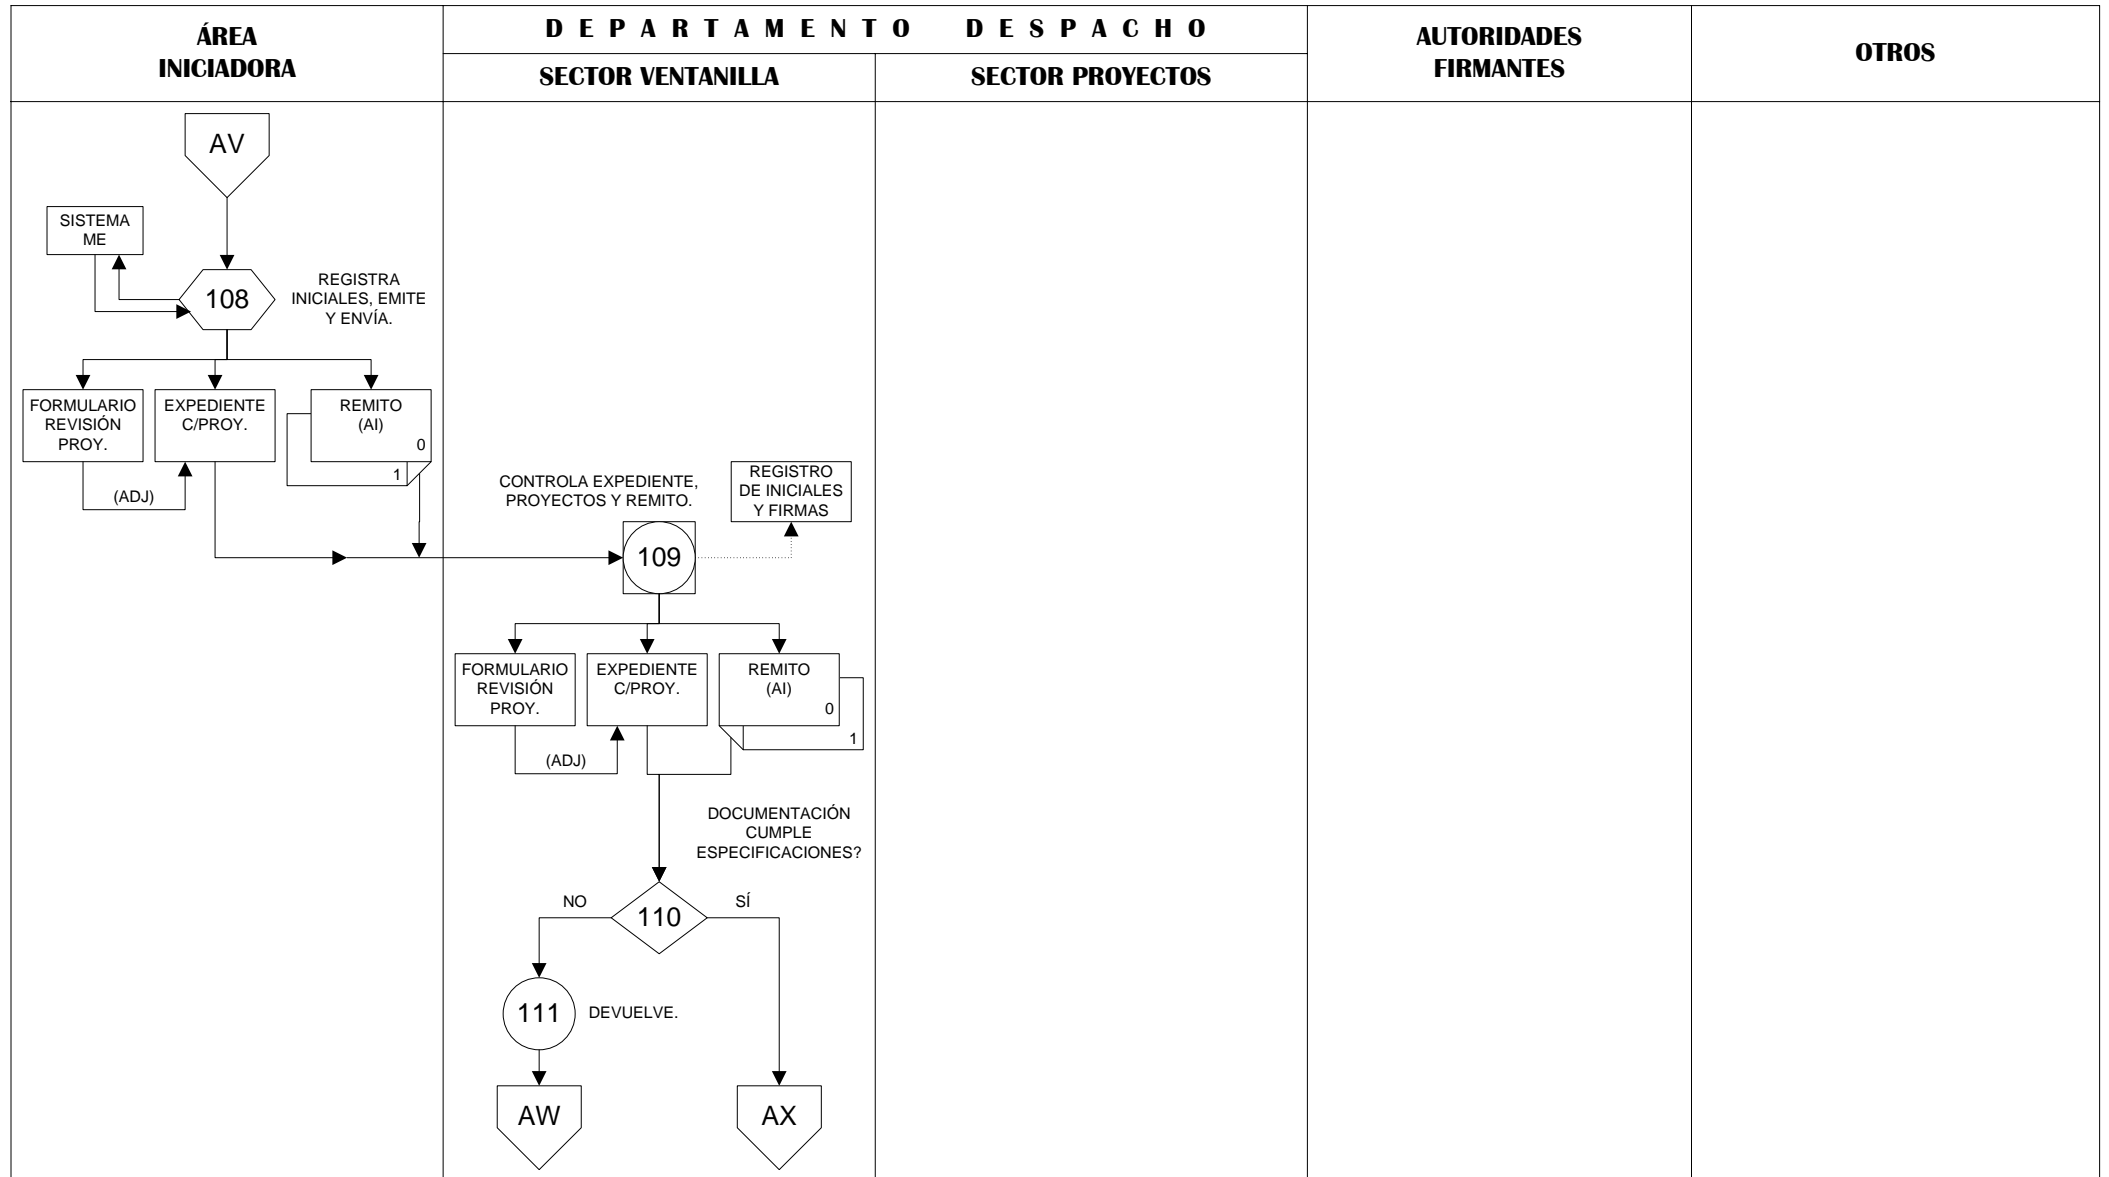 ÁREA
INICIADORA
DEPARTAMENTO DESPACHO
SECTOR VENTANILLA
SECTOR PROYECTOS
AUTORIDADES
FIRMANTES
OTROS
AV
SISTEMA
ME
108
REGISTRA
INICIALES, EMITE
Y ENVÍA.
FORMULARIO
REVISIÓN
PROY.
EXPEDIENTE
C/PROY.
REMITO
(AI)
0
1
(ADJ)
CONTROLA EXPEDIENTE,
PROYECTOS Y REMITO.
REGISTRO
DE INICIALES
Y FIRMAS
109
FORMULARIO
REVISIÓN
PROY.
EXPEDIENTE
C/PROY.
REMITO
(AI)
0
1
(ADJ)
DOCUMENTACIÓN
CUMPLE
ESPECIFICACIONES?
NO
110
SÍ
111
DEVUELVE.
AW
AX